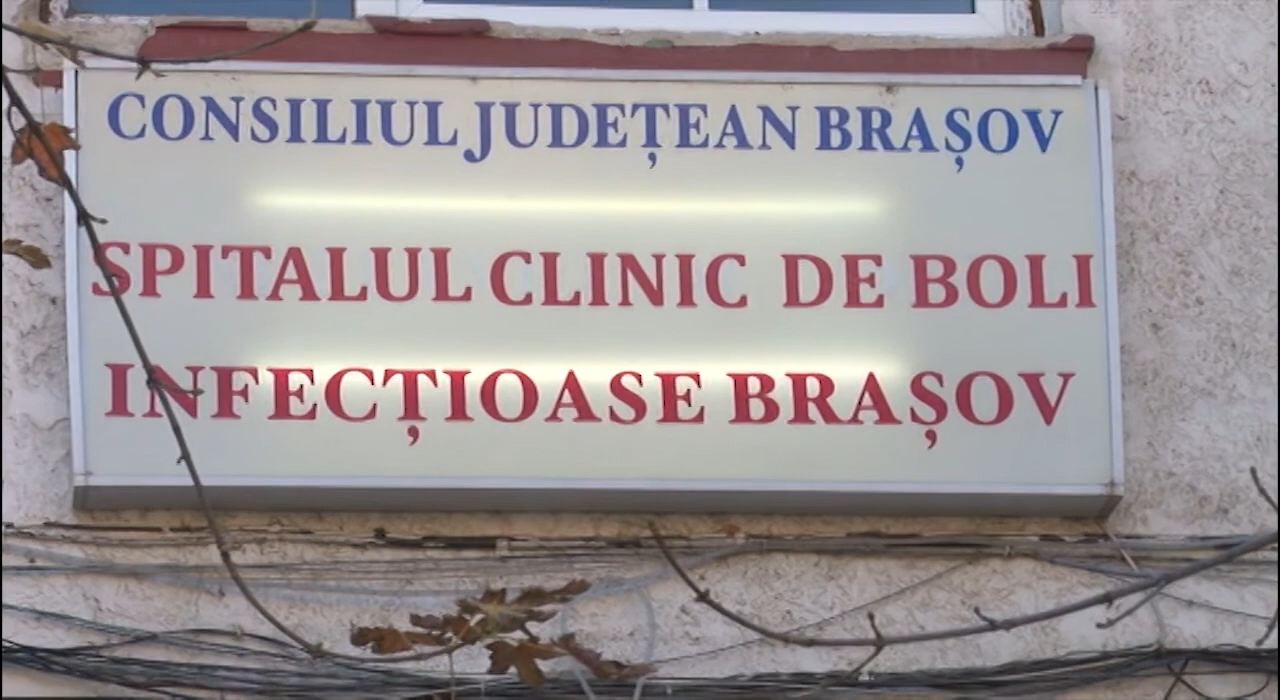 CONSILIUL JUDEȚEAN BRAȘOV
SPITALUL CLINIC DE BOLI
INFECȚIOASE BRAȘOV